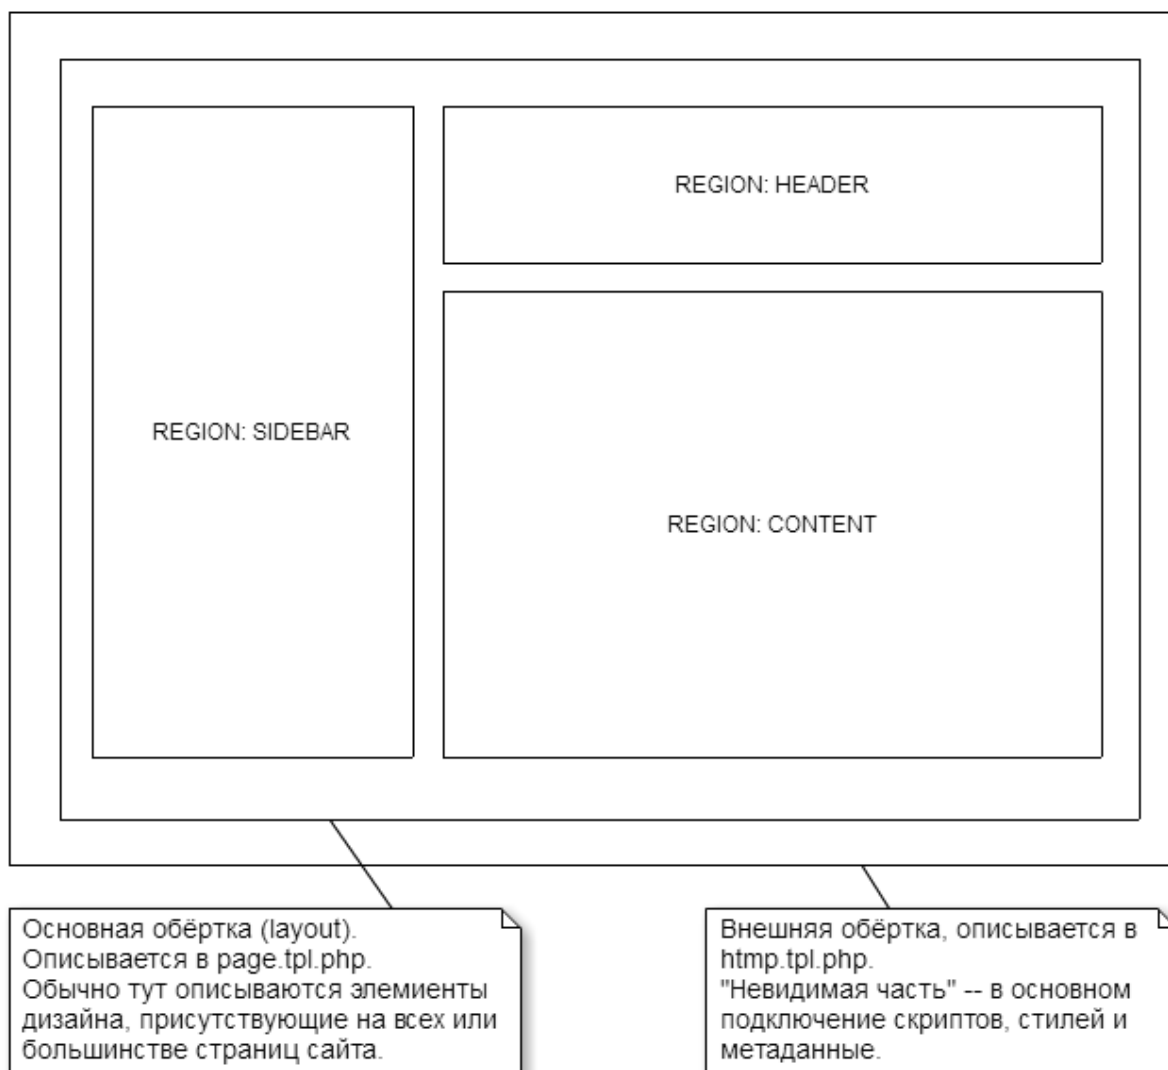 REGION: HEADER
REGION: SIDEBAR
REGION: CONTENT
Основная обёртка (layout).
Описывается в page.tpl.php.
Обычно тут описываются элемиенты
дизайна, присутствующие на всех или
большинстве страниц сайта.
Внешняя обёртка, описывается в
htmp.tpl.php.
"Невидимая часть" -- в основном
подключение скриптов, стилей и
метаданные.